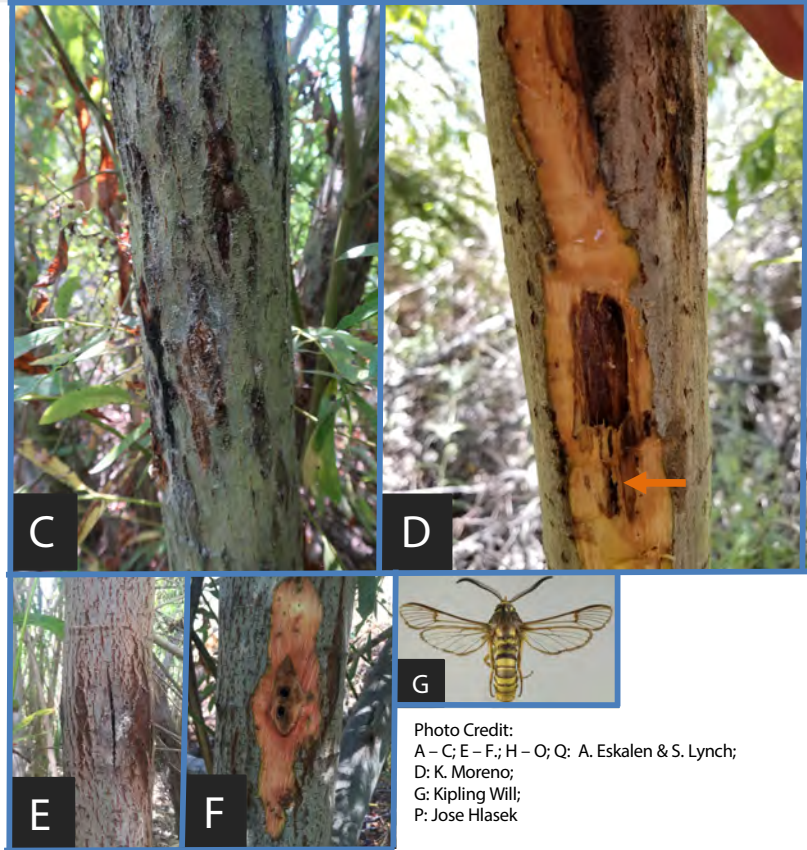 C
D
E
F
G
Photo Credit:
A – C; E – F.; H – O; Q: A. Eskalen & S. Lynch;
D: K. Moreno;
G: Kipling Will;
P: Jose Hlasek